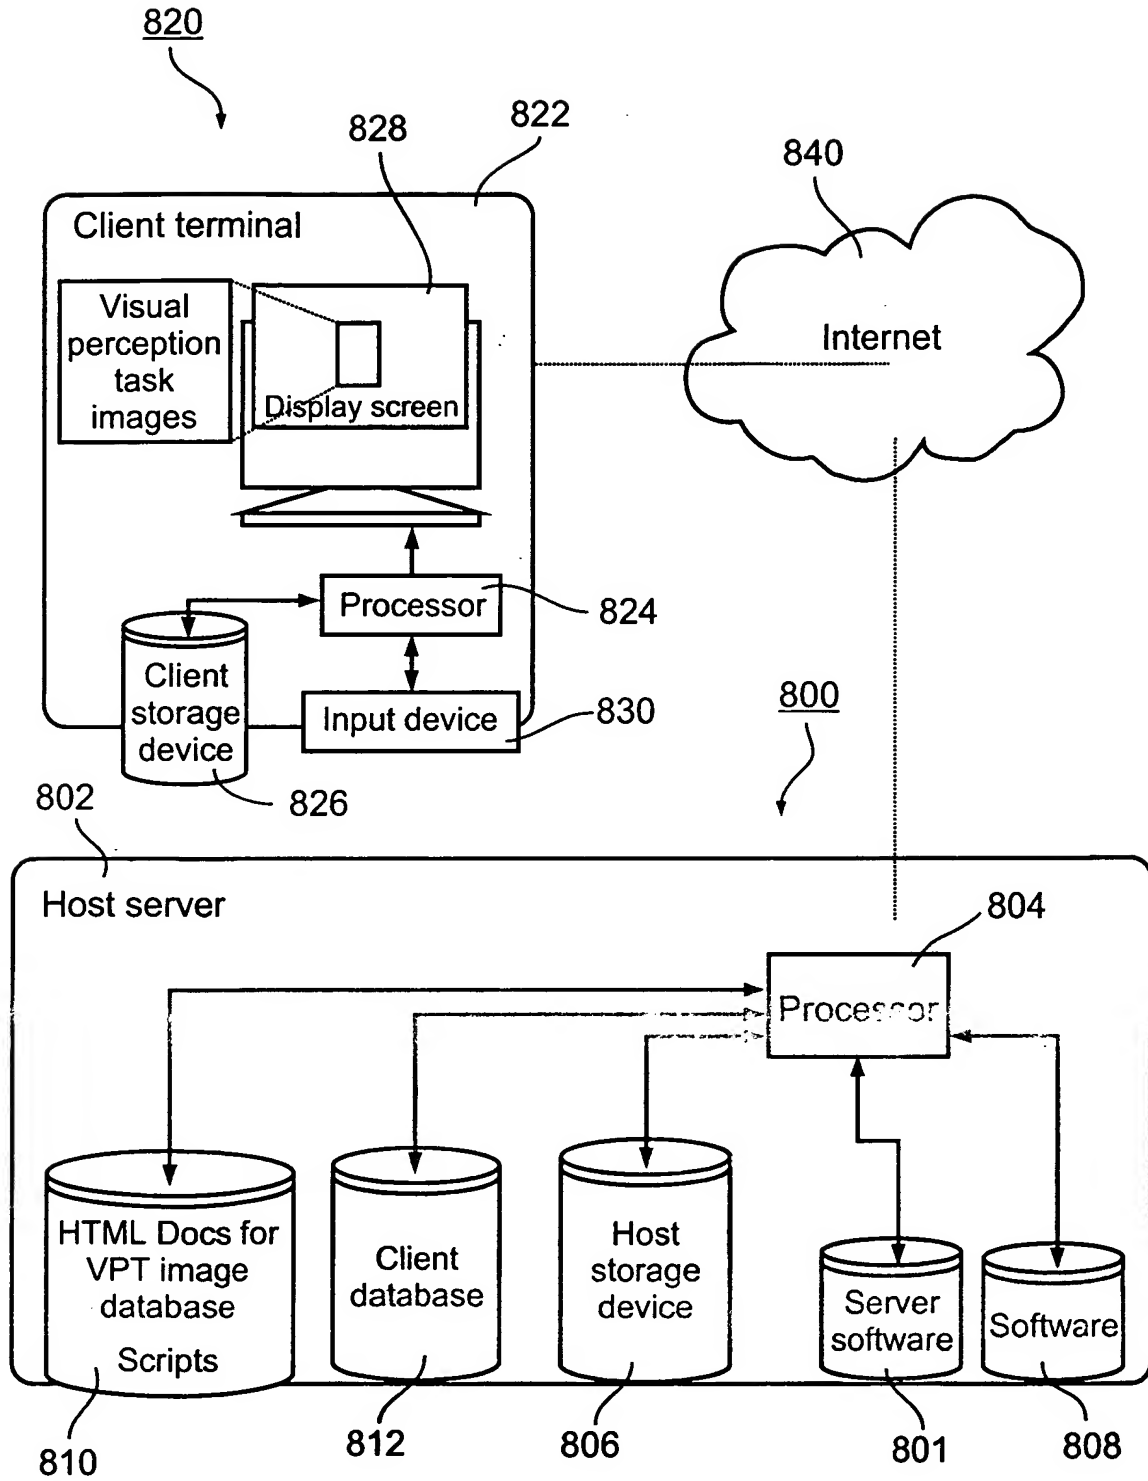 820
828
822
840
Client terminal
Visual
perception
task
images
Display screen
Internet
Processor
824
Client
storage
device
Input device
830
826
800
802
Host server
804
Processor
HTML Docs for
VPT image
database
Scripts
Client
database
Host
storage
device
Server
software
Software
810
812
806
801
808